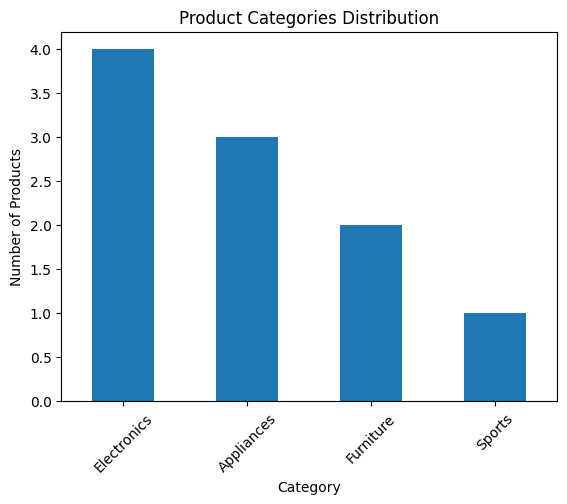 Product Categories Distribution
Number of Products
4.0
3.5
3.0
2.5
2.0
1.5
1.0
0.5
0.0
Electronics
Appliances
Furniture
Sports
Category